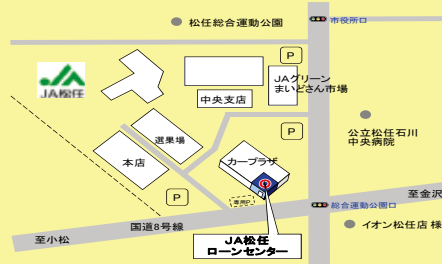 松任総合運動公園
市役所口
P
JAグリーン
まいどさん市場
JA松任
中央支店
選果場
P
公立松任石川
中央病院
本店
カープラザ
P
専用P
至金沢
総合運動公園口
国道8号線
イオン松任店 様
至小松
JA松任
ローンセンター